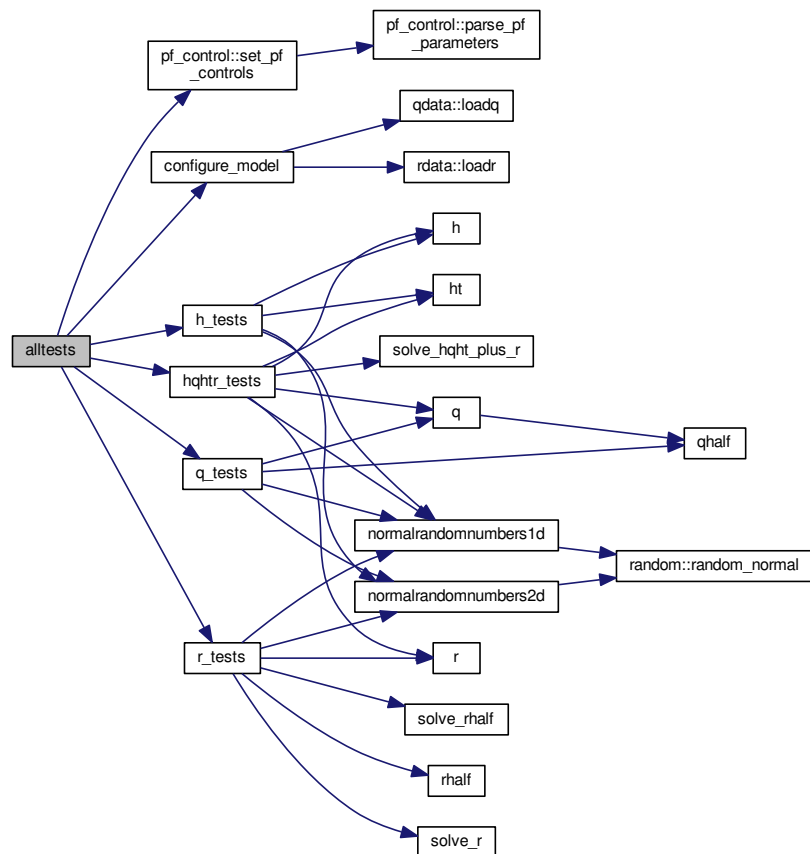 pf_control::parse_pf
_parameters
pf_control::set_pf
_controls
qdata::loadq
configure_model
rdata::loadr
h
ht
h_tests
solve_hqht_plus_r
alltests
hqhtr_tests
q
qhalf
q_tests
normalrandomnumbers1d
random::random_normal
normalrandomnumbers2d
r_tests
r
solve_rhalf
rhalf
solve_r